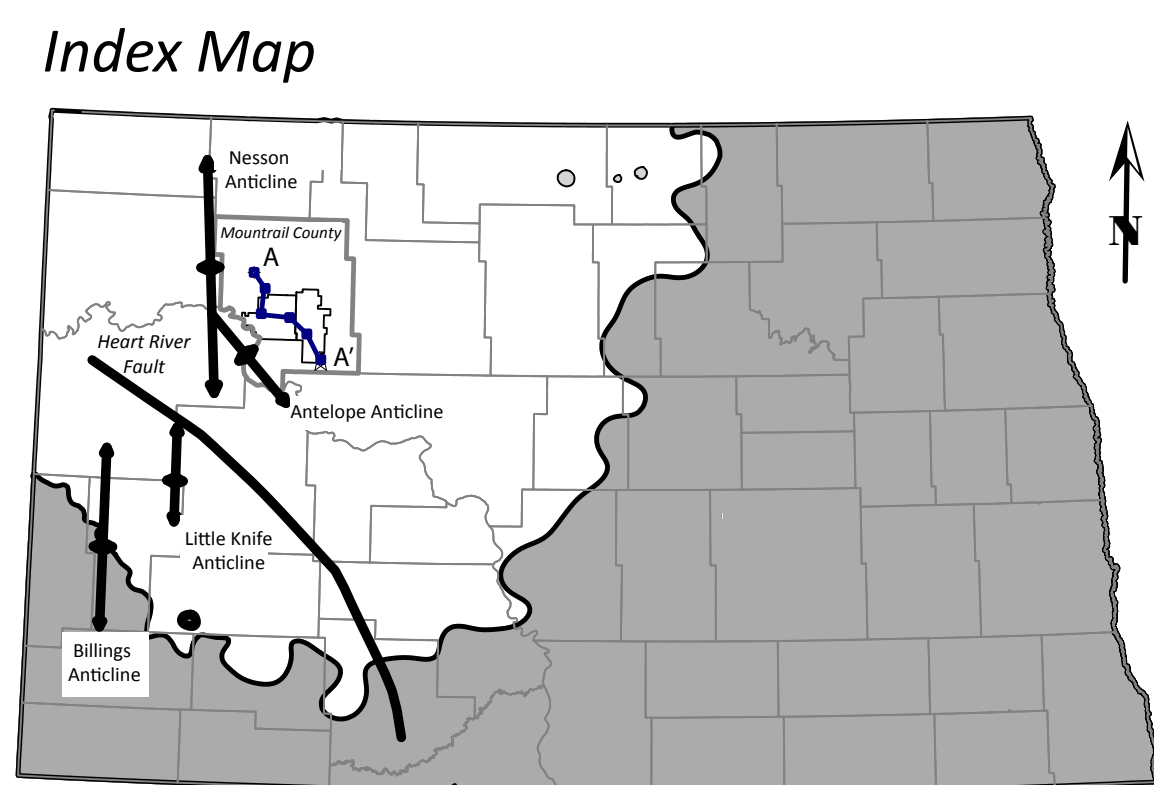 Index Map
Nesson
Anticline
Mountrail County
A
N
Heart River
Fault
A'
Antelope Anticline
Little Knife
Anticline
Billings
Anticline